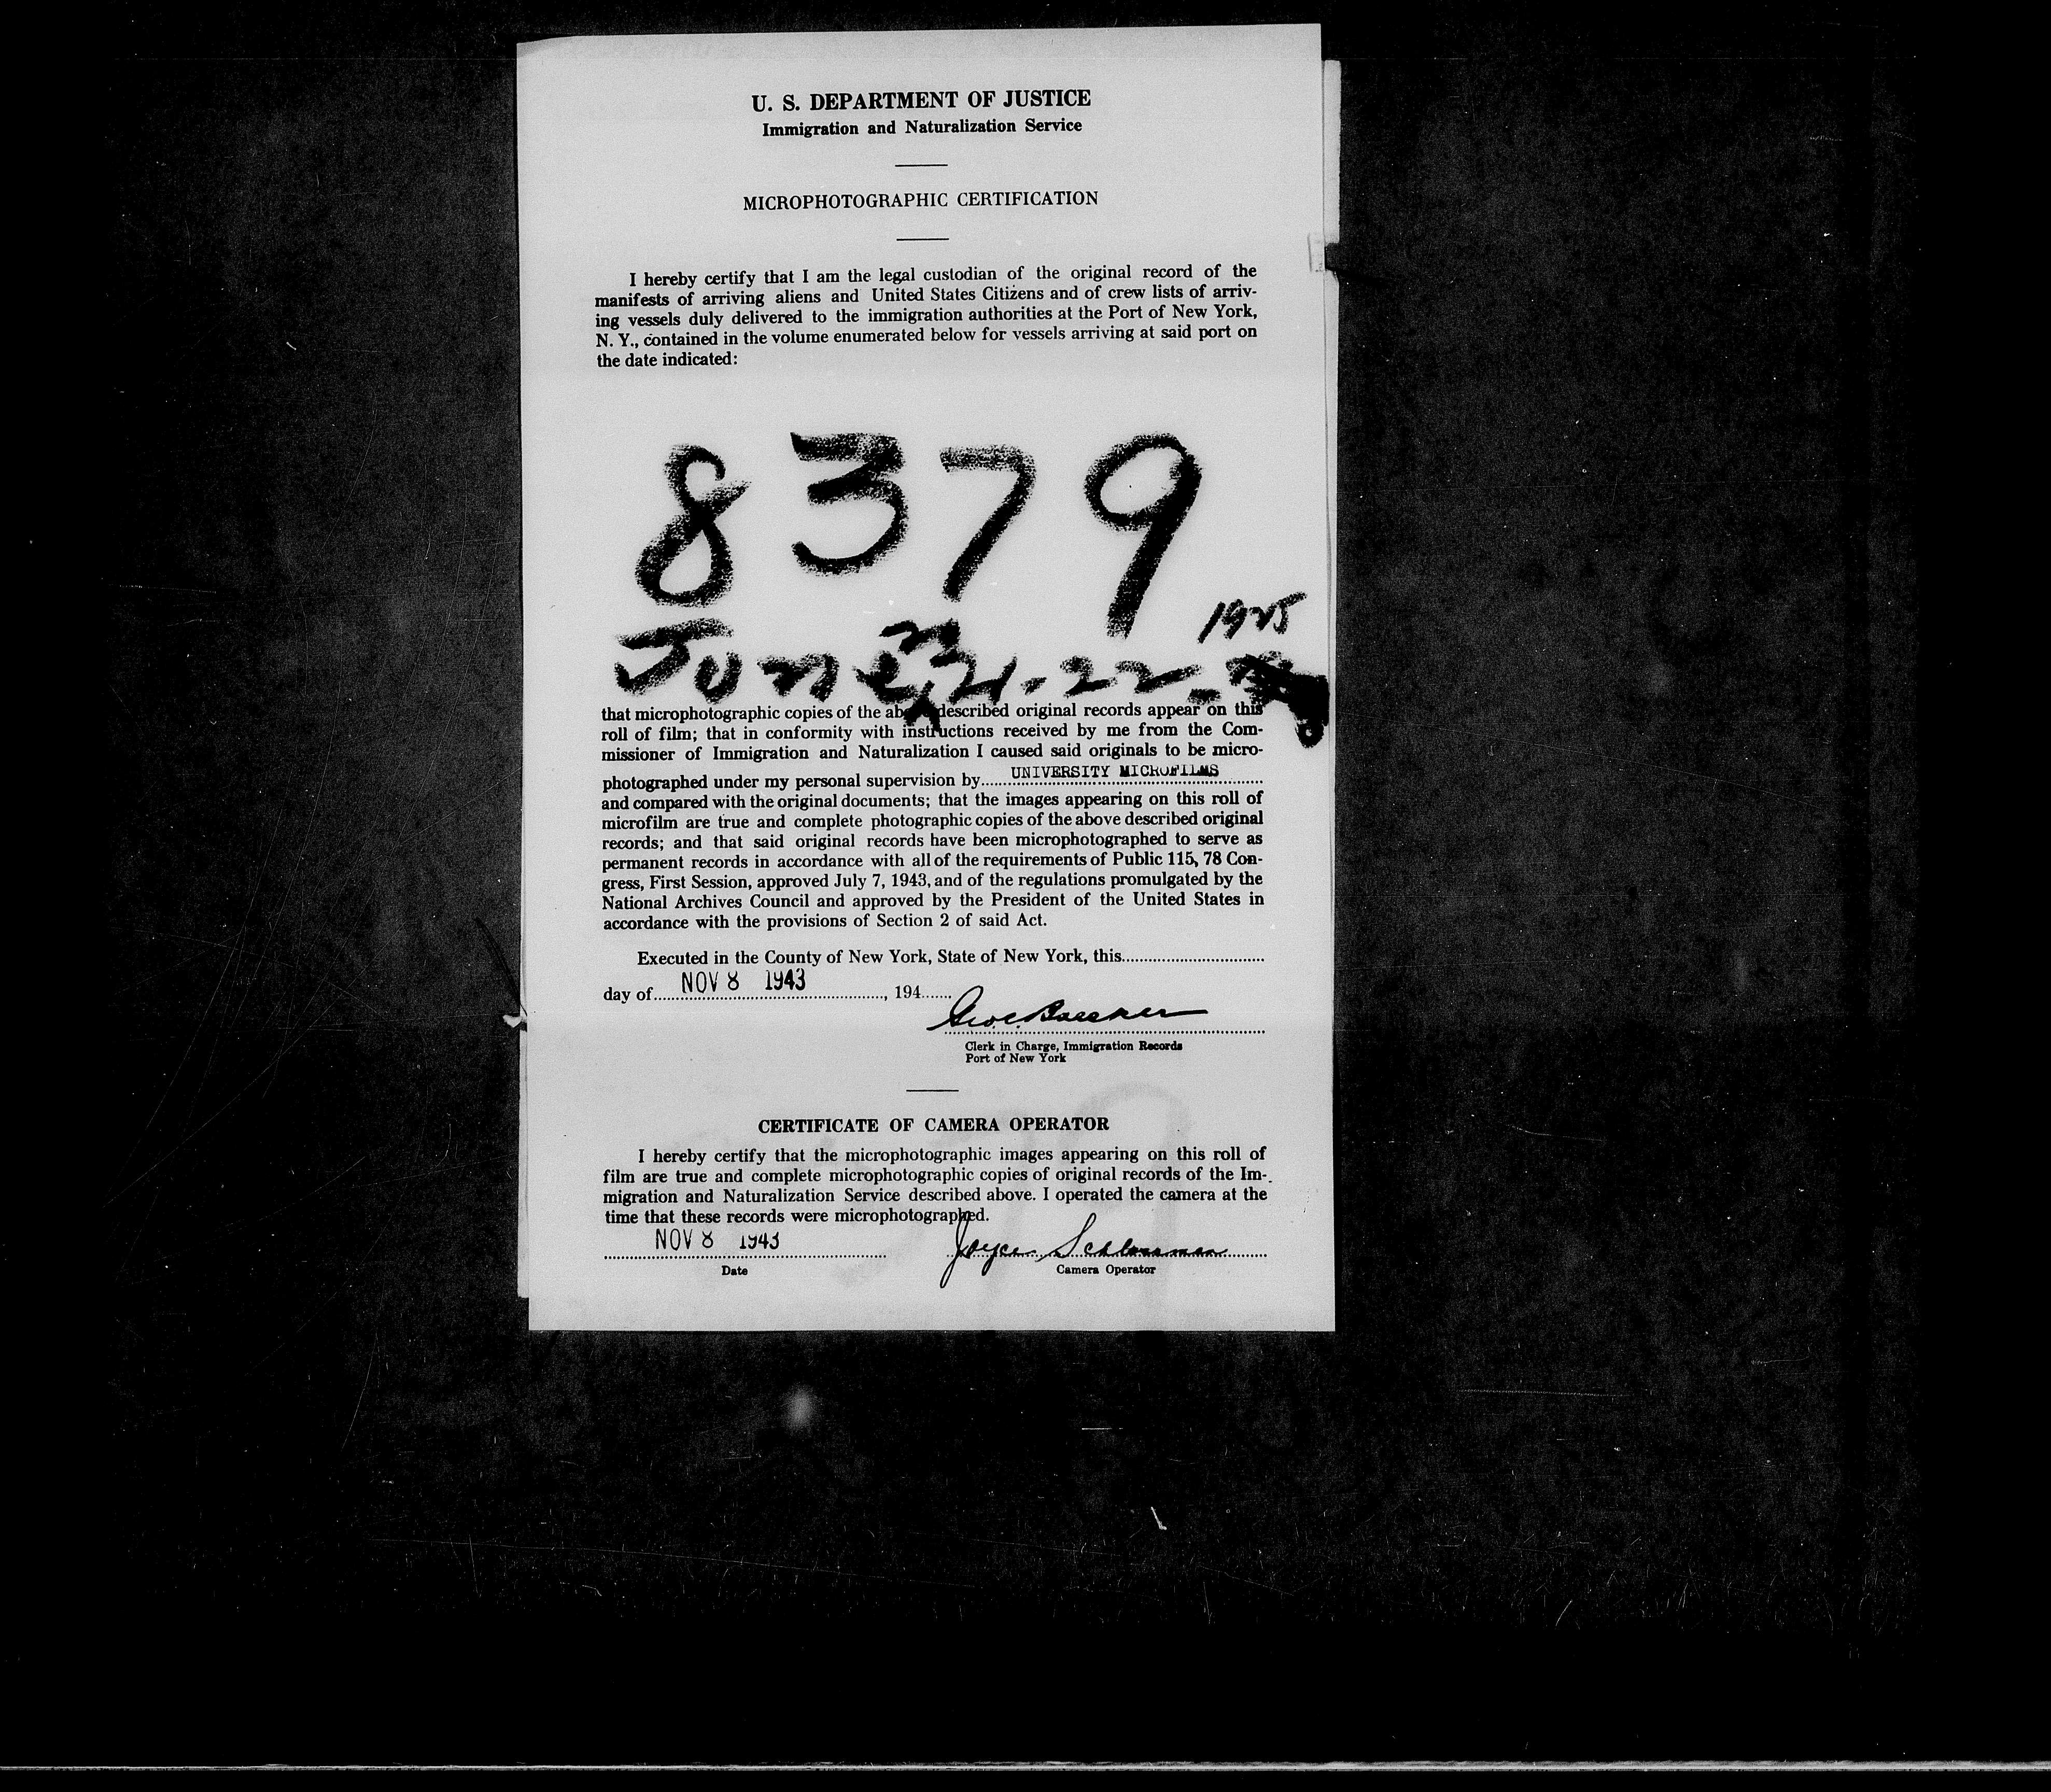 U. S. DEPARTMENT OF JUSTICE
Immigration and Naturalization Service
MICROPHOTOGRAPHIC CERTIFICATION
I hereby certify that I am the legal custodian of the original record of the
manifests of arriving aliens and United States Citizens and of crew lists of arriv-
ing vessels duly delivered to the immigration authorities at the Port of New York,
N. Y., contained in the volume enumerated below for vessels arriving at said port on
the date indicated:
8379
1925
June 21-22-
that microphotographic copies of the above described original records appear on this
roll of film; that in conformity with instructions received by me from the Com-
missioner of Immigration and Naturalization I caused said originals to be micro-
photographed under my personal supervision by UNIVERSITY MICROFILMS
and compared with the original documents; that the images appearing on this roll of
microfilm are true and complete photographic copies of the above described original
records; and that said original records have been microphotographed to serve as
permanent records in accordance with all of the requirements of Public 115, 78 Con-
gress, First Session, approved July 7, 1943, and of the regulations promulgated by the
National Archives Council and approved by the President of the United States in
accordance with the provisions of Section 2 of said Act.
Executed in the County of New York, State of New York, this
day of NOV 8 1943, 194
Clerk in Charge, Immigration Records
Port of New York
CERTIFICATE OF CAMERA OPERATOR
I hereby certify that the microphotographic images appearing on this roll of
film are true and complete microphotographic copies of original records of the Im-
migration and Naturalization Service described above. I operated the camera at the
time that these records were microphotographed.
NOV 8 1943 Joyce
Date Camera Operator